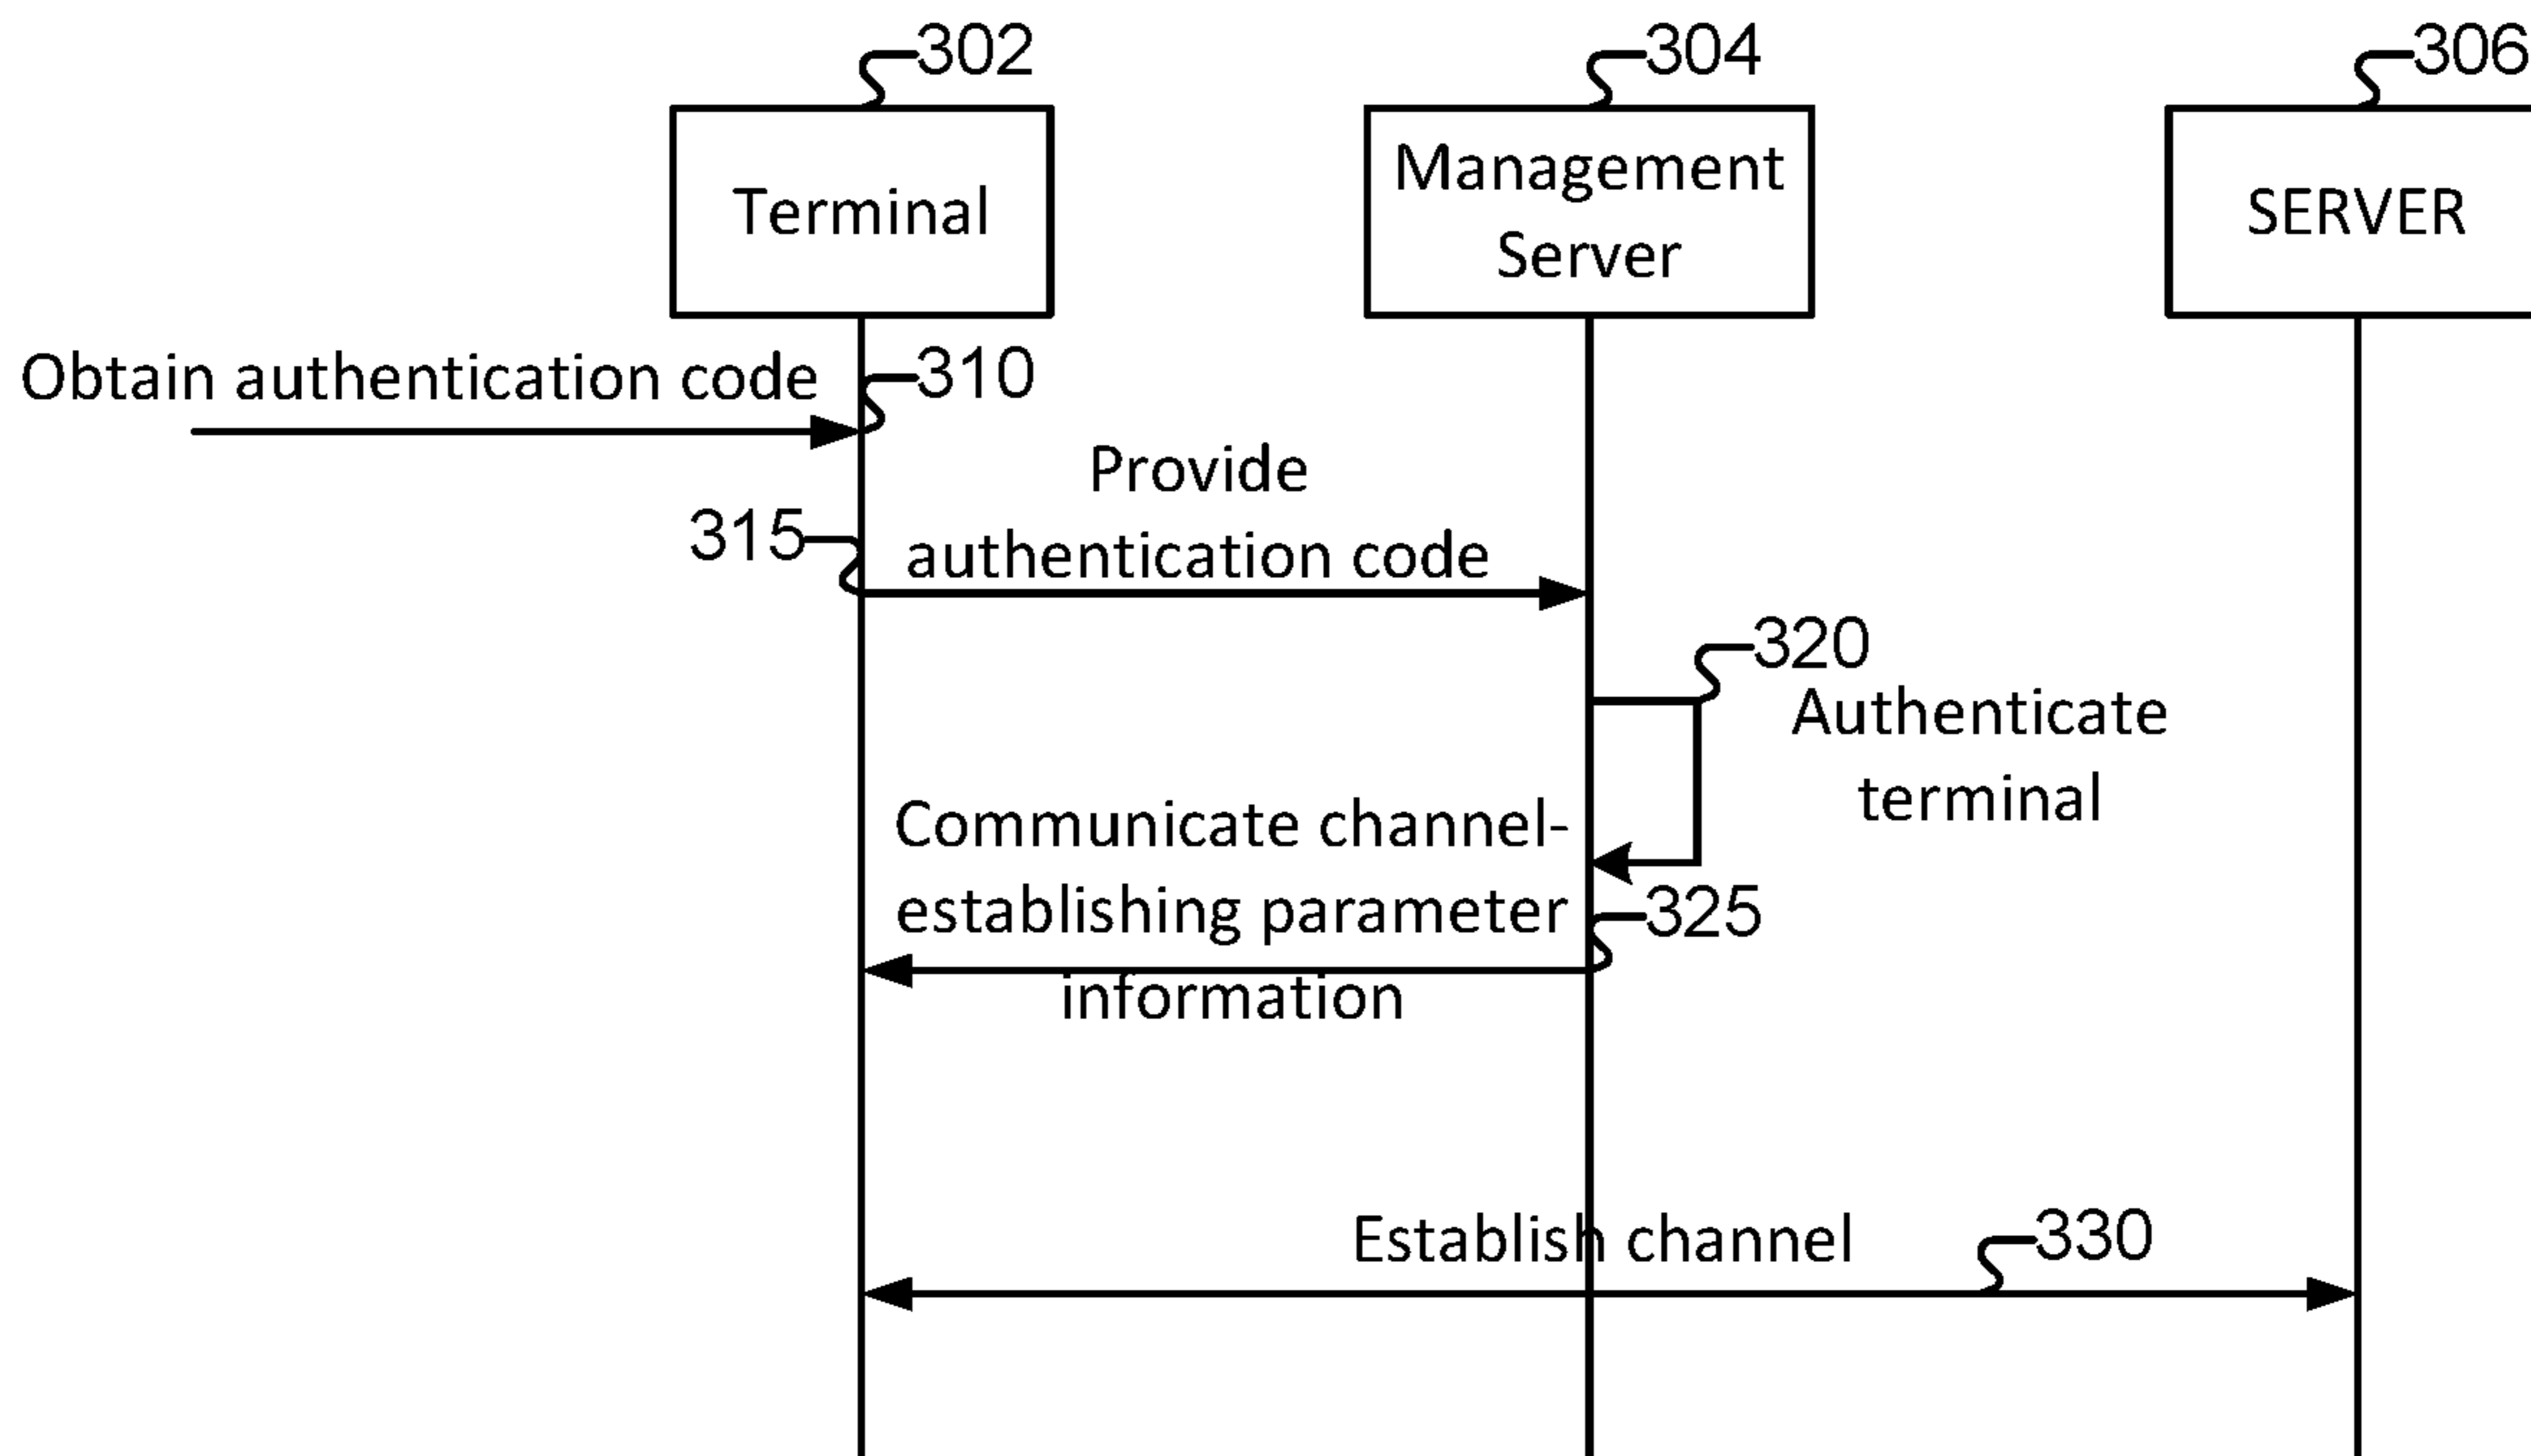 302
304
306
Terminal
Management
Server
SERVER
Obtain authentication code
310
Provide
authentication code
315
320
Authenticate
terminal
Communicate channel-
establishing parameter
information
325
Establish channel
330